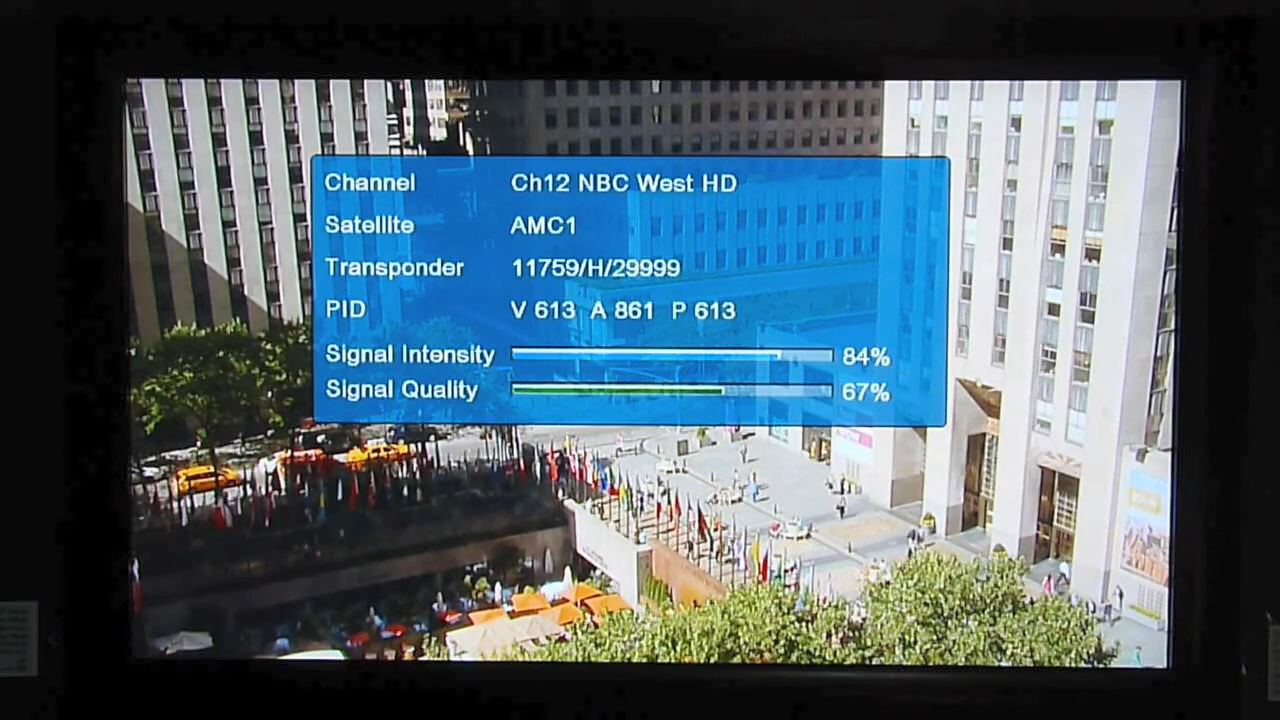 Channel Ch12 NBC West HD
Satellite AMC1
Transponder 11759/H/29999
PID V 613 A 861 P 613
Signal Intensity 84%
Signal Quality 67%